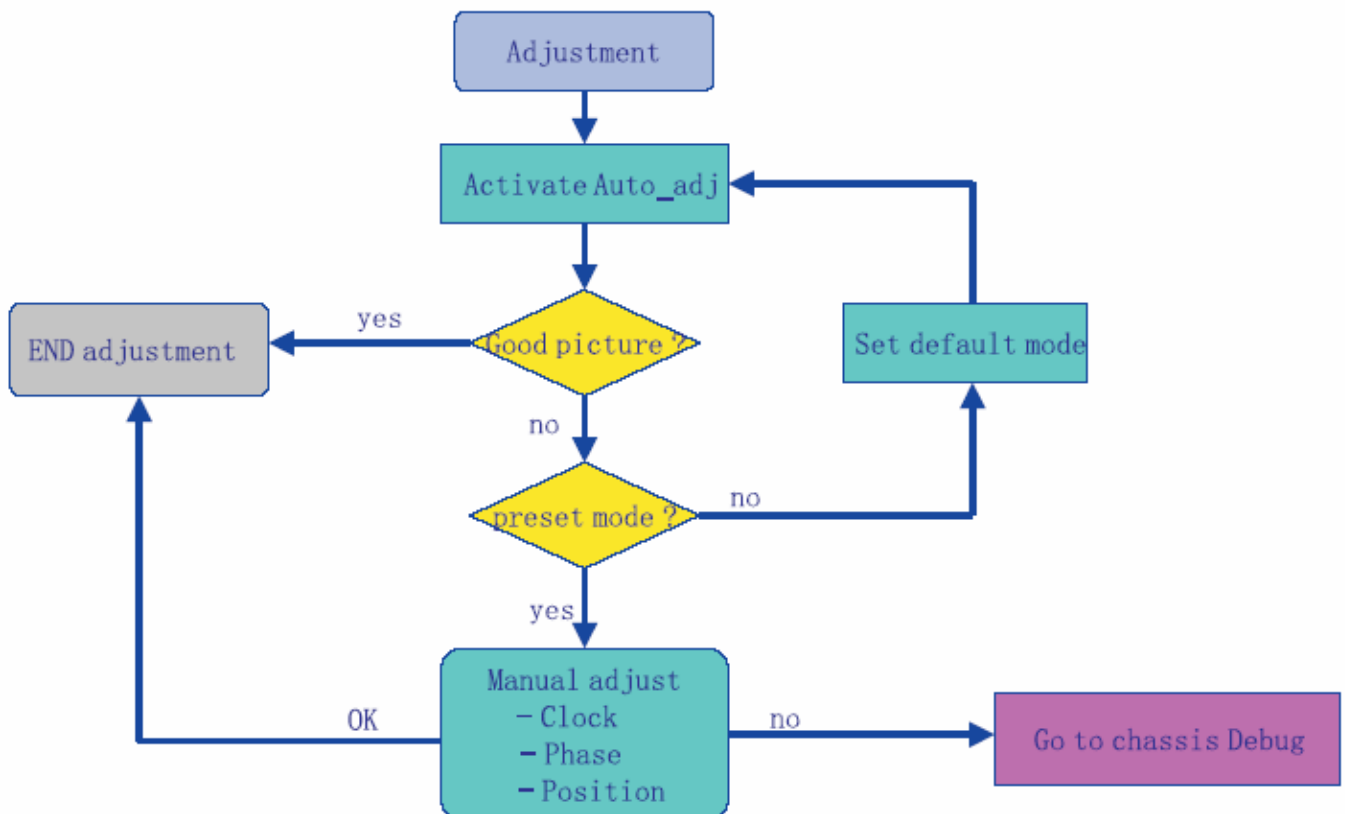 Adjustment
Activate Auto_adj
yes
Good picture ?
END adjustment
Set default mode
no
preset mode ?
no
yes
Manual adjust
- Clock
- Phase
- Position
OK
no
Go to chassis Debug